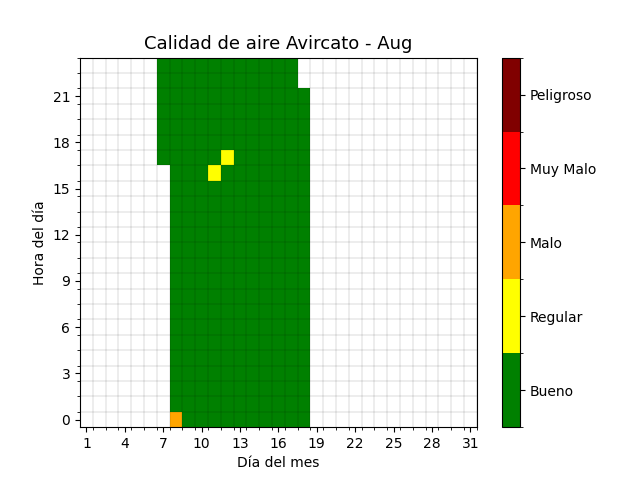 Calidad de aire Avircato - Aug
Hora del día
21
18
15
12
9
6
3
0
1 4 7 10 13 16 19 22 25 28 31
Día del mes
Peligroso
Muy Malo
Malo
Regular
Bueno